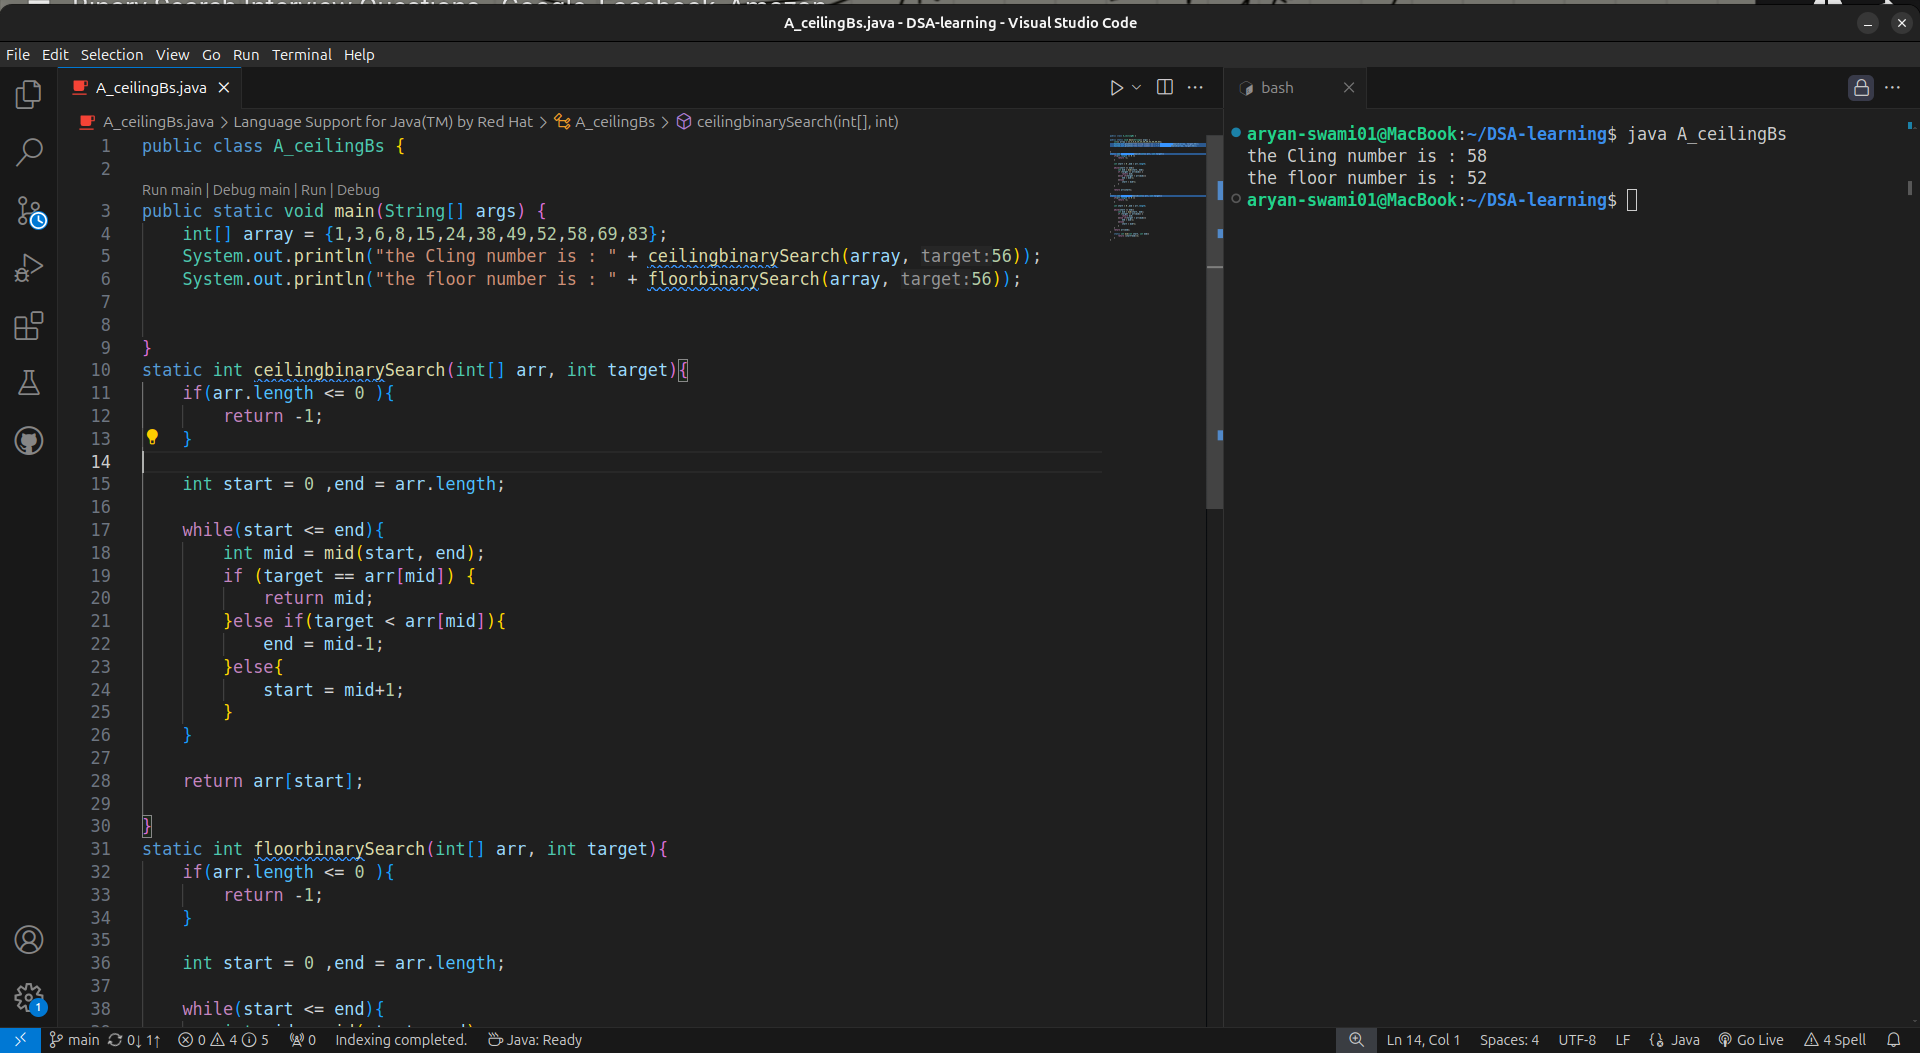 A_ceilingBs.java - DSA-learning - Visual Studio Code
File Edit Selection View Go Run Terminal Help
A_ceilingBs.java
bash
A_ceilingBs.java > Language Support for Java(TM) by Red Hat > A_ceilingBs > ceilingbinarySearch(int[], int)
1 public class A_ceilingBs {
2
Run main | Debug main | Run | Debug
3 public static void main(String[] args) {
4 int[] array = {1,3,6,8,15,24,38,49,52,58,69,83};
5 System.out.println("the Cling number is : " + ceilingbinarySearch(array, target:56));
6 System.out.println("the floor number is : " + floorbinarySearch(array, target:56));
7
8
9 }
10 static int ceilingbinarySearch(int[] arr, int target){
11 if(arr.length <= 0 ){
12 return -1;
13 }
14
15 int start = 0 ,end = arr.length;
16
17 while(start <= end){
18 int mid = mid(start, end);
19 if (target == arr[mid]) {
20 return mid;
21 }else if(target < arr[mid]){
22 end = mid-1;
23 }else{
24 start = mid+1;
25 }
26 }
27
28 return arr[start];
29
30 }
31 static int floorbinarySearch(int[] arr, int target){
32 if(arr.length <= 0 ){
33 return -1;
34 }
35
36 int start = 0 ,end = arr.length;
37
38 while(start <= end){
aryan-swami01@MacBook:~/DSA-learning$ java A_ceilingBs
the Cling number is : 58
the floor number is : 52
aryan-swami01@MacBook:~/DSA-learning$
1
main 0↓ 1↑ 0 4 5 0 Indexing completed. Java: Ready
Ln 14, Col 1 Spaces: 4 UTF-8 LF Java Go Live 4 Spell